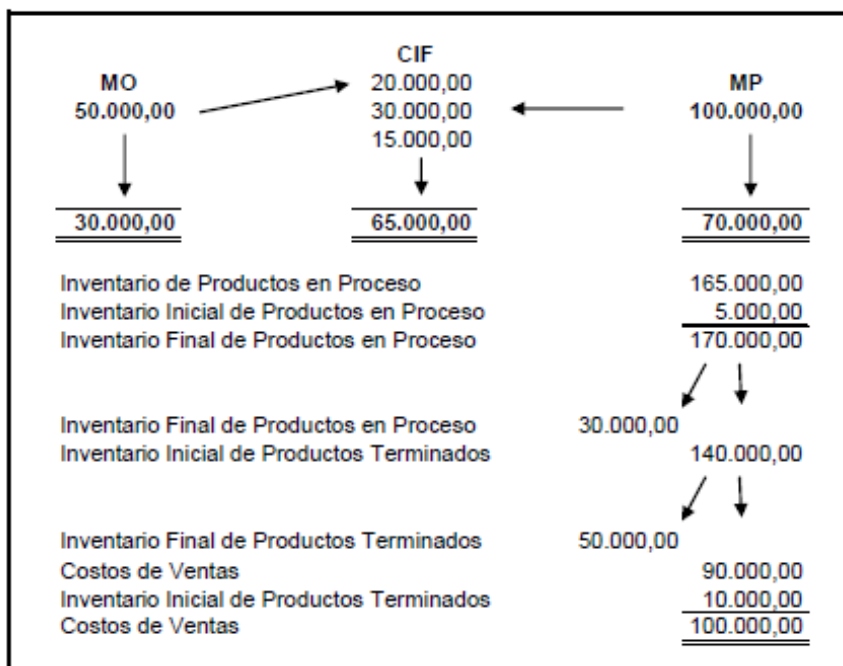 CIF
MO 20.000,00 MP
50.000,00 30.000,00 100.000,00
15.000,00
30.000,00 65.000,00 70.000,00
Inventario de Productos en Proceso 165.000,00
Inventario Inicial de Productos en Proceso 5.000,00
Inventario Final de Productos en Proceso 170.000,00
Inventario Final de Productos en Proceso 30.000,00
Inventario Inicial de Productos Terminados 140.000,00
Inventario Final de Productos Terminados 50.000,00
Costos de Ventas 90.000,00
Inventario Inicial de Productos Terminados 10.000,00
Costos de Ventas 100.000,00